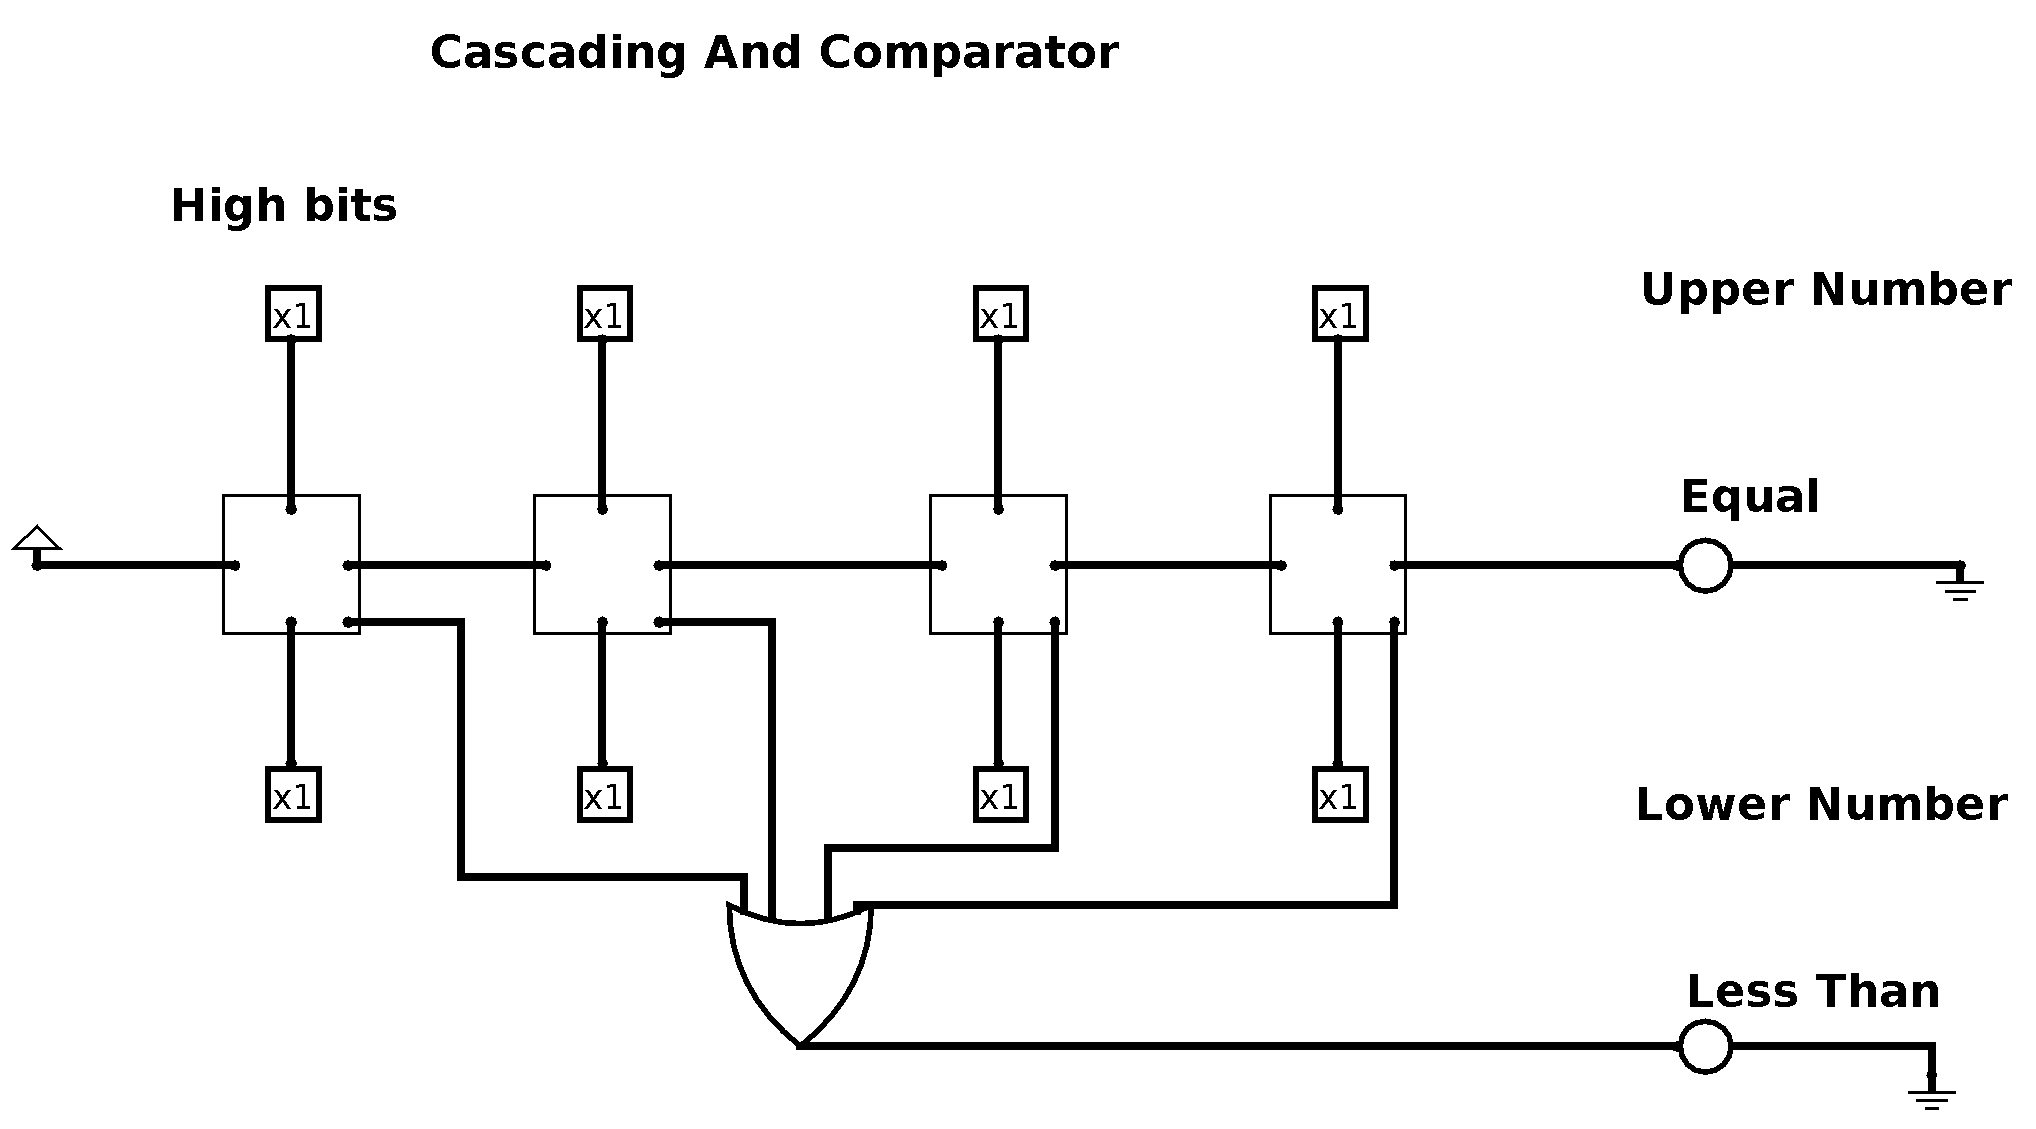 Cascading And Comparator
High bits
x1 x1 x1 x1
Upper Number
Equal
x1 x1 x1 x1
Lower Number
Less Than